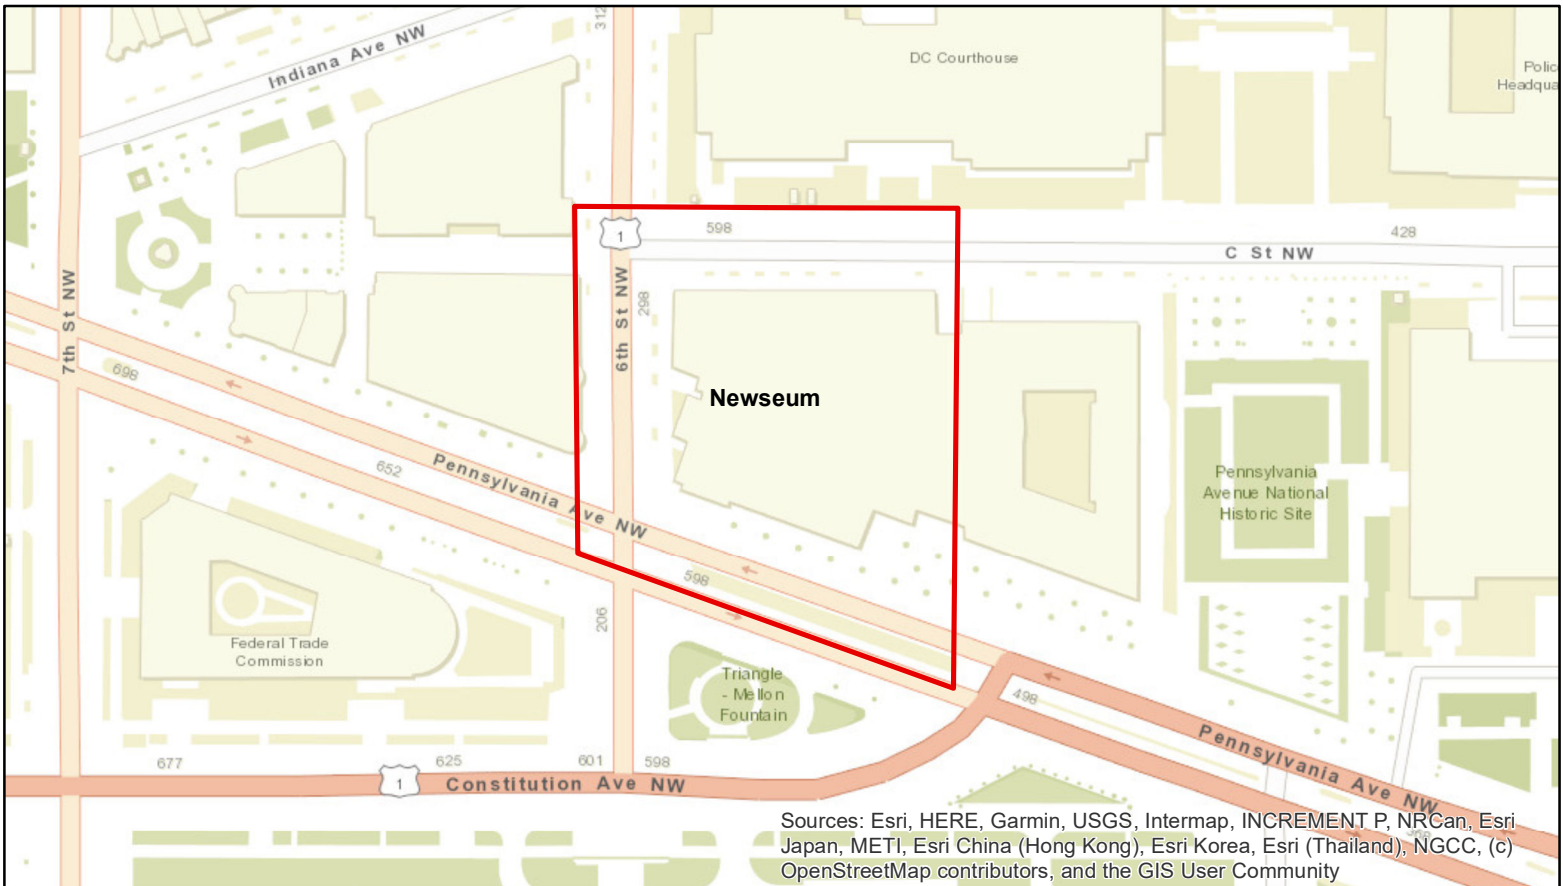 312
Indiana Ave NW
DC Courthouse
Polic
Headqua
1
598
428
C St NW
7th St NW
6th St NW
298
698
Newseum
652
Pennsylvania Ave NW
Pennsylvania
Avenue National
Historic Site
598
206
Federal Trade
Commission
Triangle
- Mellon
Fountain
498
Pennsylvania Ave NW
677
625
601
598
1
Constitution Ave NW
Sources: Esri, HERE, Garmin, USGS, Intermap, INCREMENT P, NRCan, Esri
Japan, METI, Esri China (Hong Kong), Esri Korea, Esri (Thailand), NGCC, (c)
OpenStreetMap contributors, and the GIS User Community